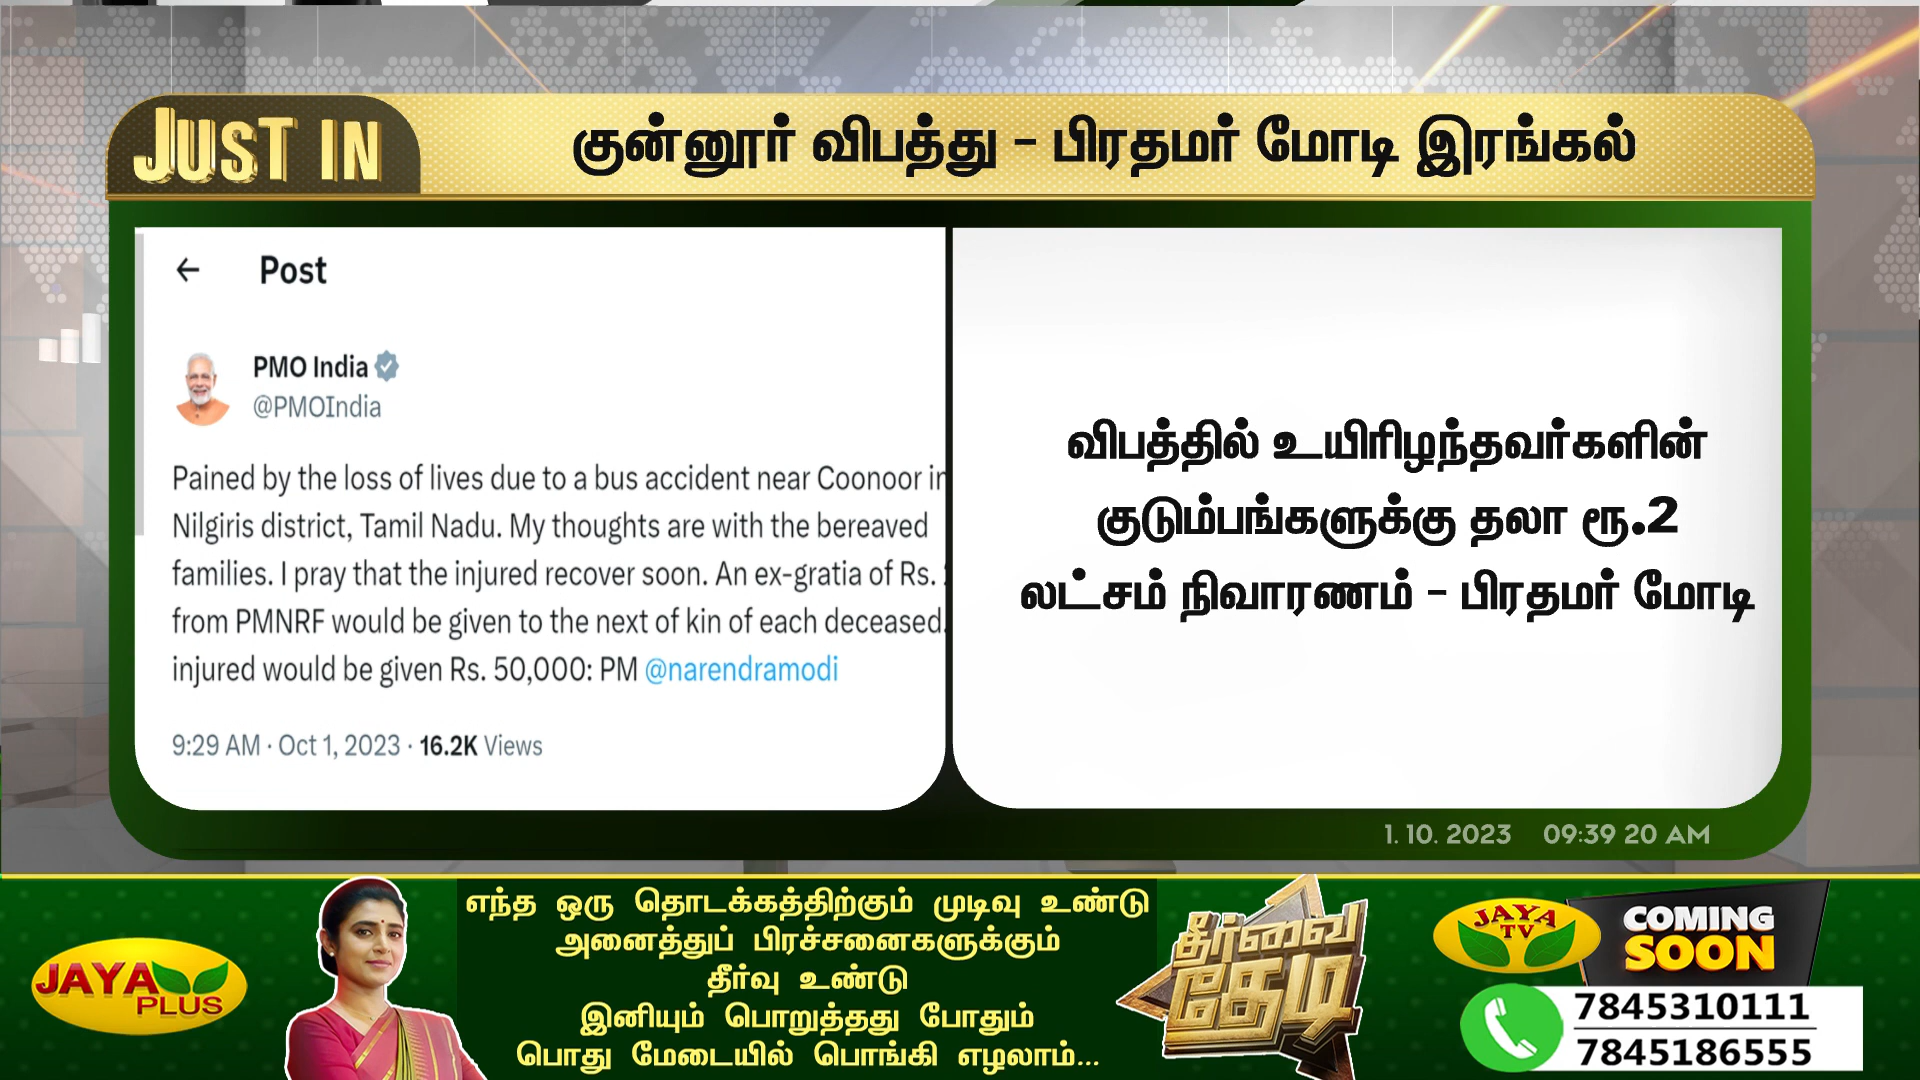 JUST IN
குன்னூர் விபத்து - பிரதமர் மோடி இரங்கல்
← Post
PMO India
@PMOIndia
Pained by the loss of lives due to a bus accident near Coonoor in
Nilgiris district, Tamil Nadu. My thoughts are with the bereaved
families. I pray that the injured recover soon. An ex-gratia of Rs.
from PMNRF would be given to the next of kin of each deceased.
injured would be given Rs. 50,000: PM @narendramodi
9:29 AM · Oct 1, 2023 · 16.2K Views
விபத்தில் உயிரிழந்தவர்களின்
குடும்பங்களுக்கு தலா ரூ.2
லட்சம் நிவாரணம் - பிரதமர் மோடி
1. 10. 2023 09:39 20 AM
JAYA
PLUS
எந்த ஒரு தொடக்கத்திற்கும் முடிவு உண்டு
அனைத்துப் பிரச்சனைகளுக்கும்
தீர்வு உண்டு
இனியும் பொறுத்தது போதும்
பொது மேடையில் பொங்கி எழலாம்...
தீர்வை
தேடி
JAYA
TV
COMING
SOON
7845310111
7845186555